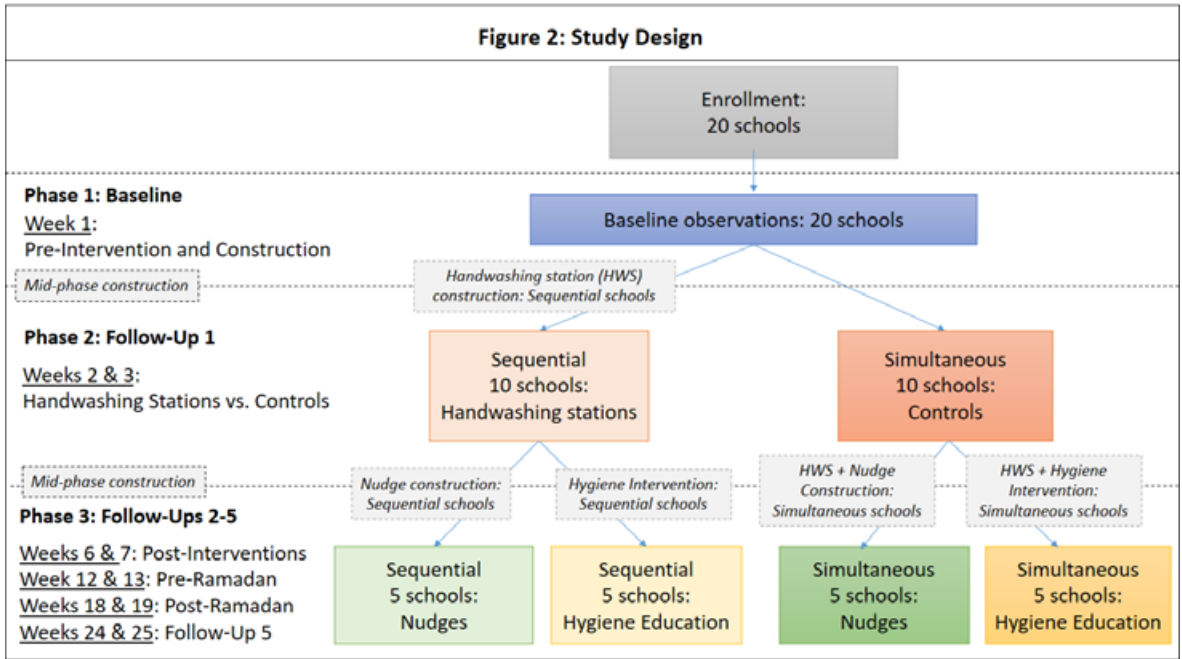 Figure 2: Study Design
Enrollment:
20 schools
Phase 1: Baseline
Week 1:
Pre-Intervention and Construction
Baseline observations: 20 schools
Mid-phase construction
Handwashing station (HWS)
construction: Sequential schools
Phase 2: Follow-Up 1
Weeks 2 & 3:
Handwashing Stations vs. Controls
Sequential
10 schools:
Handwashing stations
Simultaneous
10 schools:
Controls
Mid-phase construction
Nudge construction:
Sequential schools
Hygiene Intervention:
Sequential schools
HWS + Nudge
Construction:
Simultaneous schools
HWS + Hygiene
Intervention:
Simultaneous schools
Phase 3: Follow-Ups 2-5
Weeks 6 & 7: Post-Interventions
Week 12 & 13: Pre-Ramadan
Weeks 18 & 19: Post-Ramadan
Weeks 24 & 25: Follow-Up 5
Sequential
5 schools:
Nudges
Sequential
5 schools:
Hygiene Education
Simultaneous
5 schools:
Nudges
Simultaneous
5 schools:
Hygiene Education